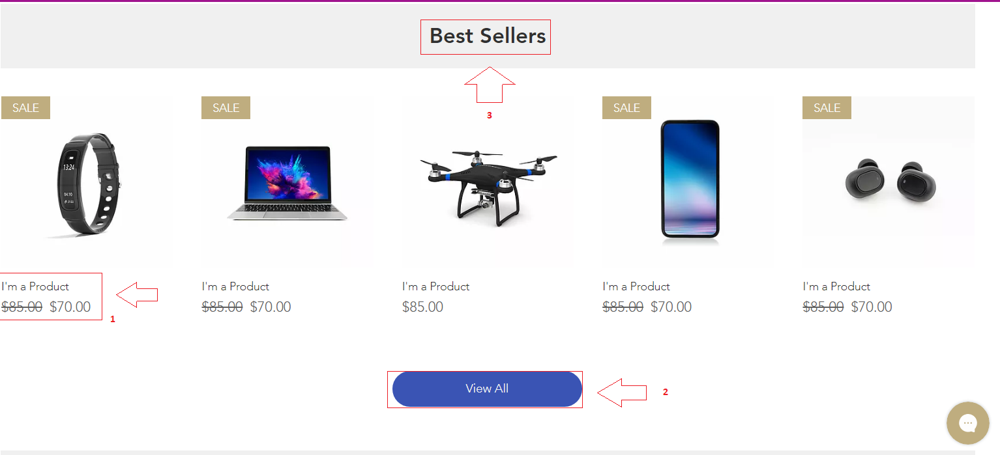 Best Sellers
3
SALE
SALE
SALE
SALE
13:24
04.10
I'm a Product
$85.00 $70.00
1
I'm a Product
$85.00 $70.00
I'm a Product
$85.00
I'm a Product
$85.00 $70.00
I'm a Product
$85.00 $70.00
View All
2